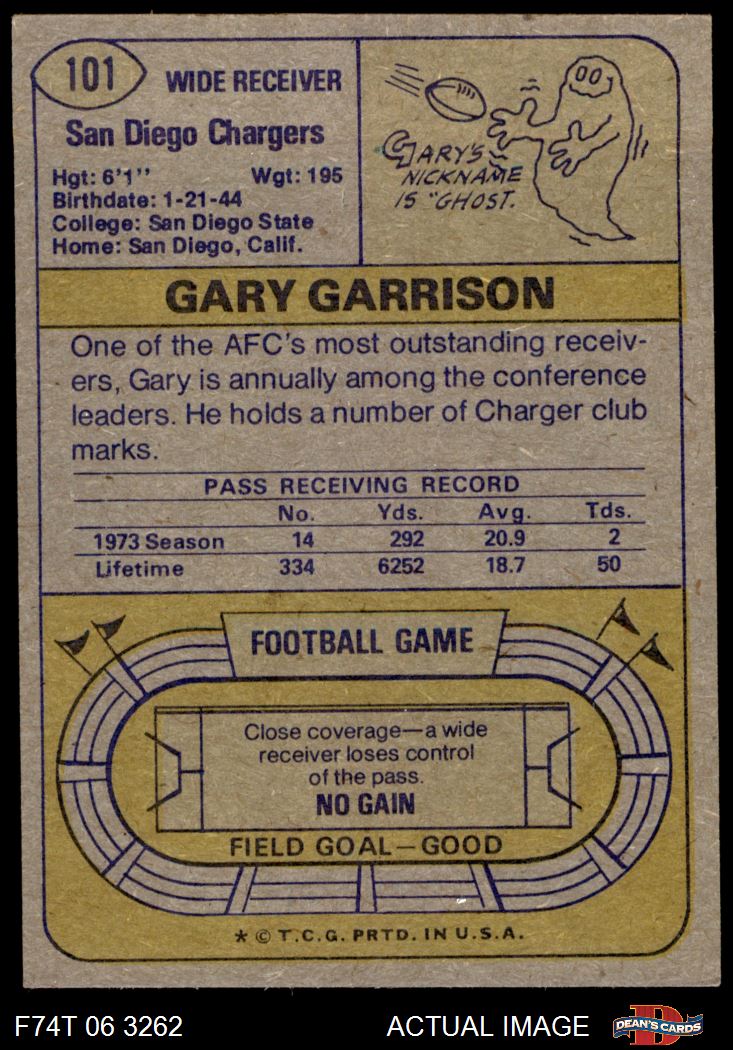 101
WIDE RECEIVER
San Diego Chargers
Hgt: 6'1'' Wgt: 195
Birthdate: 1-21-44
College: San Diego State
Home: San Diego, Calif.
GARY'S
NICKNAME
IS "GHOST.
GARY GARRISON
One of the AFC's most outstanding receiv-
ers, Gary is annually among the conference
leaders. He holds a number of Charger club
marks.
PASS RECEIVING RECORD
No. Yds. Avg. Tds.
1973 Season 14 292 20.9 2
Lifetime 334 6252 18.7 50
FOOTBALL GAME
Close coverage—a wide
receiver loses control
of the pass.
NO GAIN
FIELD GOAL—GOOD
* © T.C.G. PRTD. IN U.S.A.
F74T 06 3262 ACTUAL IMAGE
D
DEAN'S CARDS